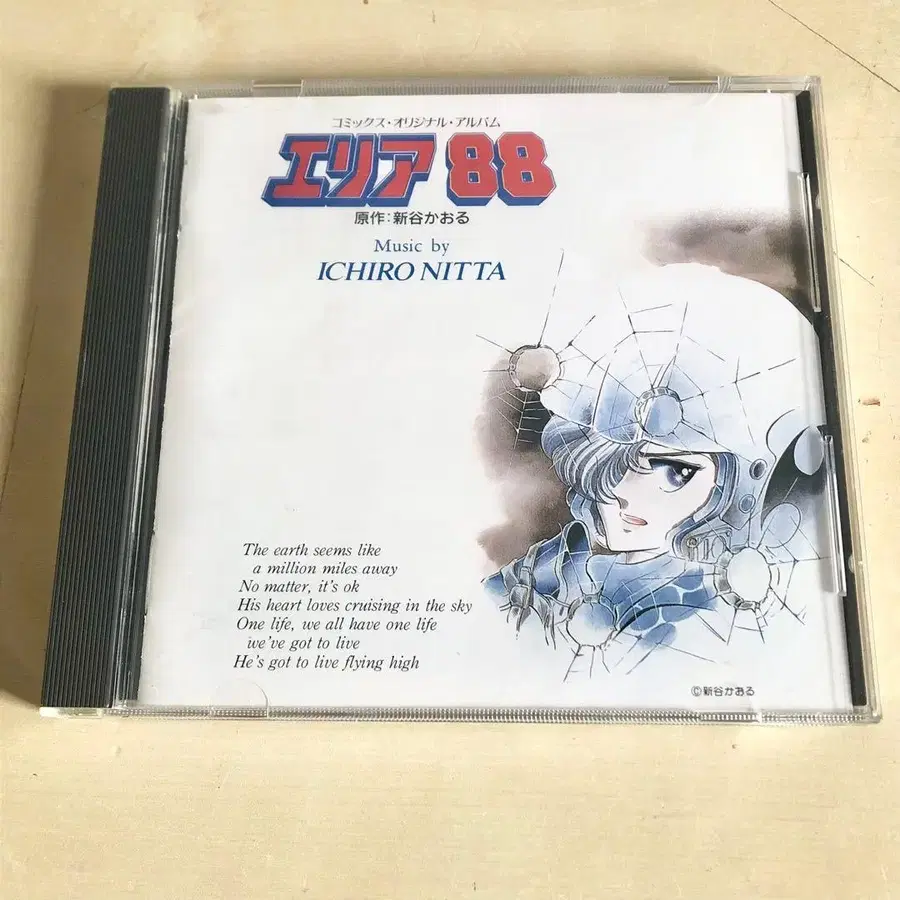 コミックス・オリジナル・アルバム
エリア 88
原作:新谷かおる
Music by
ICHIRO NITTA
The earth seems like
a million miles away
No matter, it's ok
His heart loves cruising in the sky
One life, we all have one life
we've got to live
He's got to live flying high
©新谷かおる